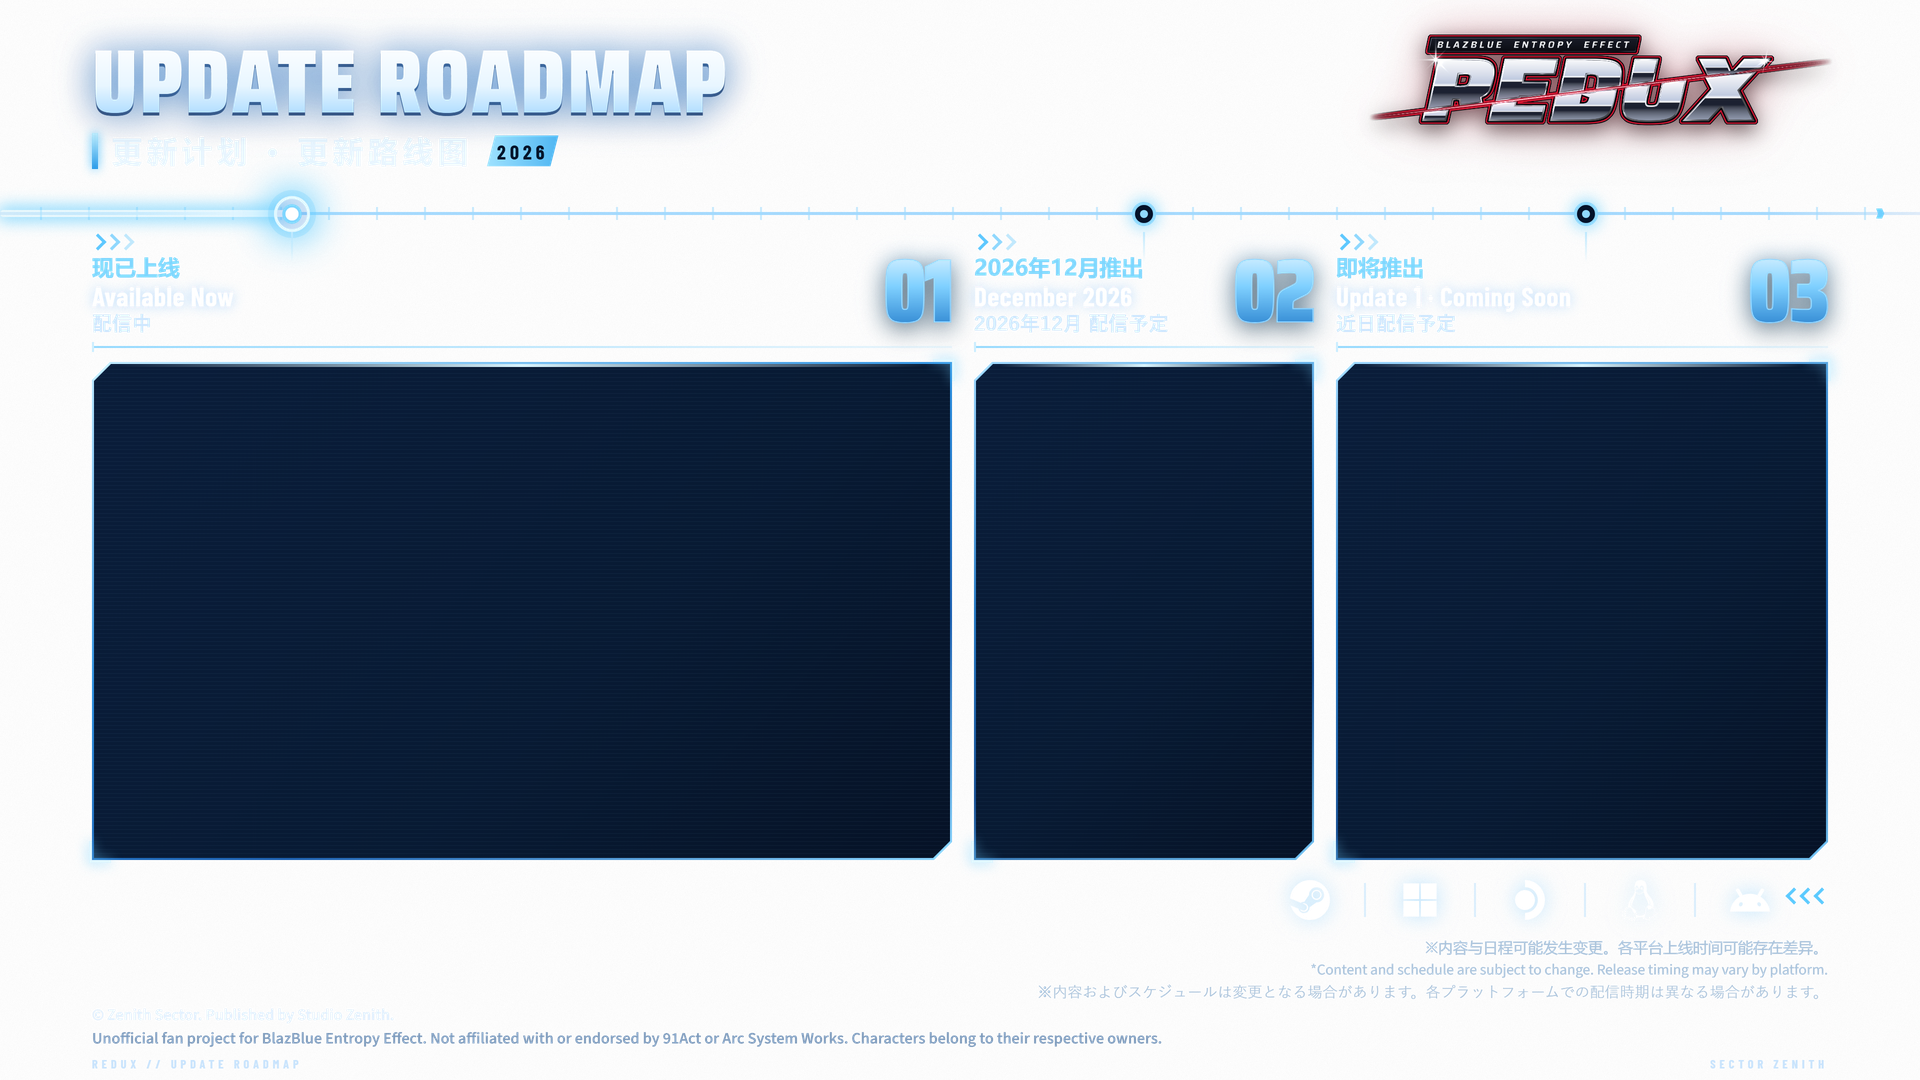 UPDATE ROADMAP
BLAZBLUE ENTROPY EFFECT
REDUX
更新计划 · 更新路线图
2026
现已上线
Available Now
配信中
01
2026年12月推出
December 2026
2026年12月 配信予定
02
即将推出
Update 1 · Coming Soon
近日配信予定
03
※内容与日程可能发生变更。各平台上线时间可能存在差异。
*Content and schedule are subject to change. Release timing may vary by platform.
※内容およびスケジュールは変更となる場合があります。各プラットフォームでの配信時期は異なる場合があります。
© Zenith Sector. Published by Studio Zenith.
Unofficial fan project for BlazBlue Entropy Effect. Not affiliated with or endorsed by 91Act or Arc System Works. Characters belong to their respective owners.
REDUX // UPDATE ROADMAP
SECTOR ZENITH